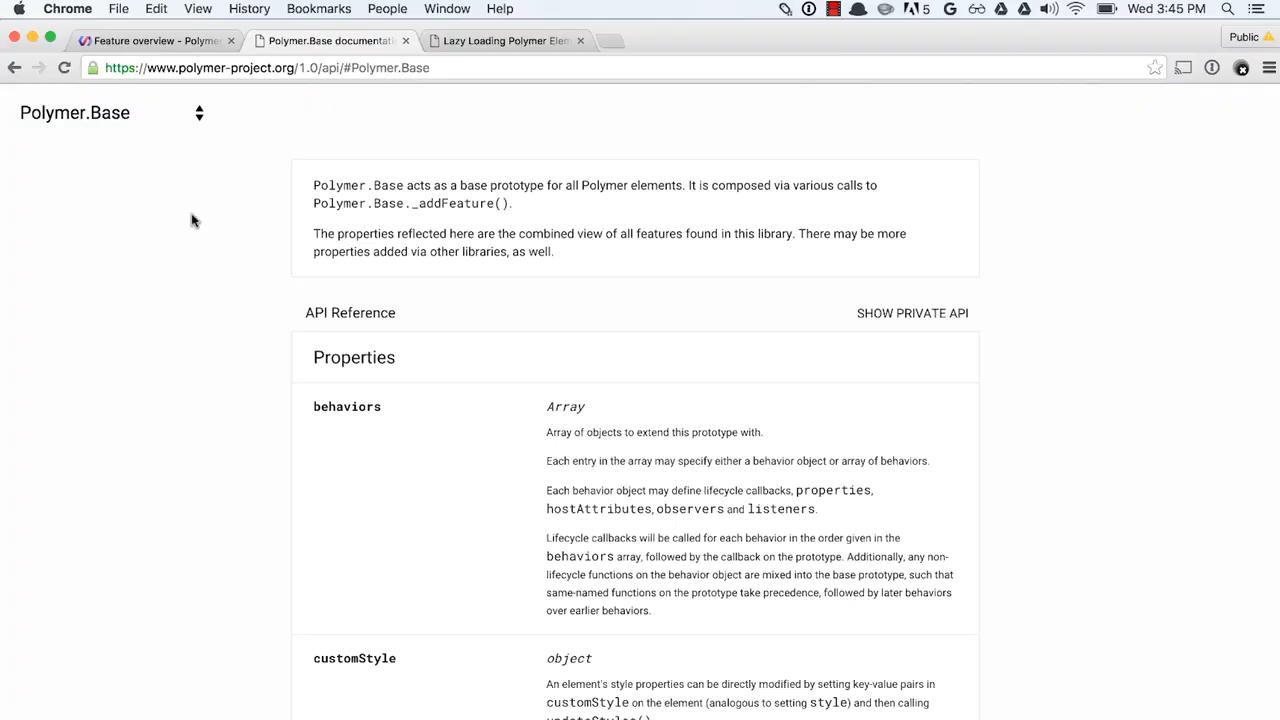 Chrome File Edit View History Bookmarks People Window Help 5 Wed 3:45 PM
Feature overview - Polyme Polymer.Base documentati Lazy Loading Polymer Elem Public
https://www.polymer-project.org/1.0/api/#Polymer.Base
Polymer.Base
Polymer.Base acts as a base prototype for all Polymer elements. It is composed via various calls to
Polymer.Base._addFeature().
The properties reflected here are the combined view of all features found in this library. There may be more
properties added via other libraries, as well.
API Reference SHOW PRIVATE API
Properties
behaviors Array
Array of objects to extend this prototype with.
Each entry in the array may specify either a behavior object or array of behaviors.
Each behavior object may define lifecycle callbacks, properties,
hostAttributes, observers and listeners.
Lifecycle callbacks will be called for each behavior in the order given in the
behaviors array, followed by the callback on the prototype. Additionally, any non-
lifecycle functions on the behavior object are mixed into the base prototype, such that
same-named functions on the prototype take precedence, followed by later behaviors
over earlier behaviors.
customStyle object
An element's style properties can be directly modified by setting key-value pairs in
customStyle on the element (analogous to setting style) and then calling
updateStyles().